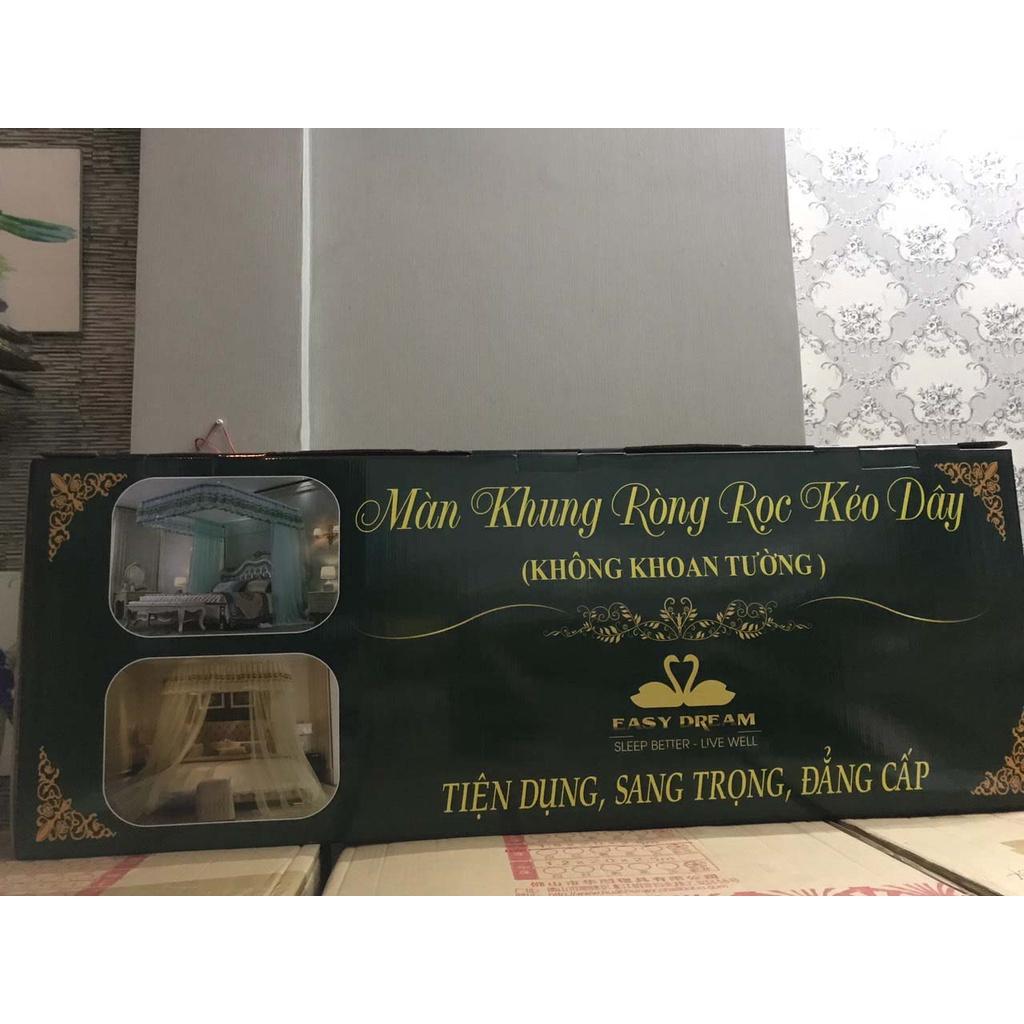 Màn Khung Ròng Rọc Kéo Dây
(KHÔNG KHOAN TƯỜNG )
EASY DREAM
SLEEP BETTER - LIVE WELL
TIỆN DỤNG, SANG TRỌNG, ĐẲNG CẤP